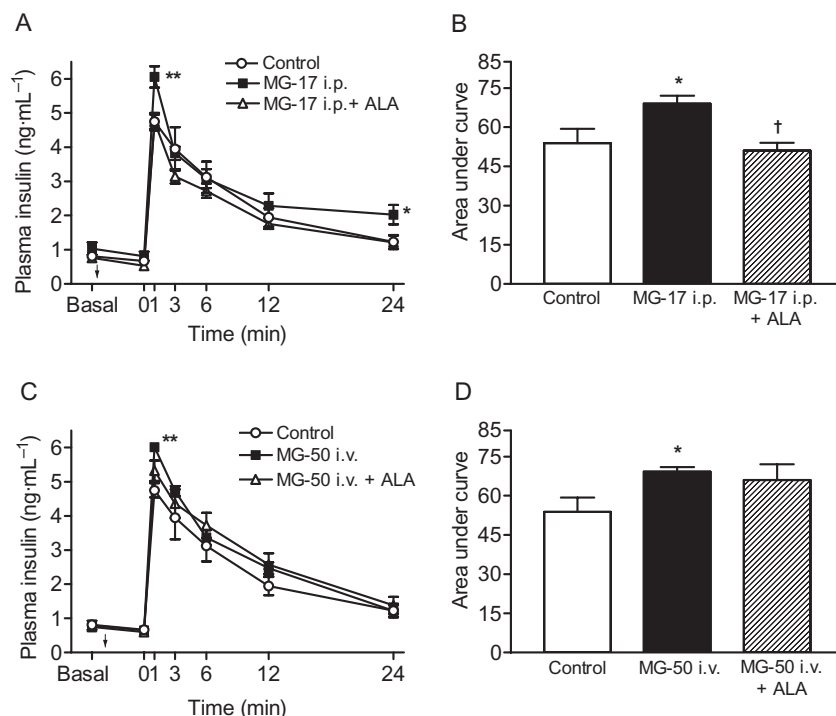 A
Plasma insulin (ng·mL⁻¹)
6
5
4
3
2
1
0
Control
MG-17 i.p.
MG-17 i.p.+ ALA
**
*
Basal
0 1 3 6 12 24
Time (min)
B
Area under curve
85
75
60
45
30
15
0
*
†
Control
MG-17 i.p.
MG-17 i.p.
+ ALA
C
Plasma insulin (ng·mL⁻¹)
6
5
4
3
2
1
0
Control
MG-50 i.v.
MG-50 i.v. + ALA
**
Basal
0 1 3 6 12 24
Time (min)
D
Area under curve
85
75
60
45
30
15
0
*
Control
MG-50 i.v.
MG-50 i.v.
+ ALA